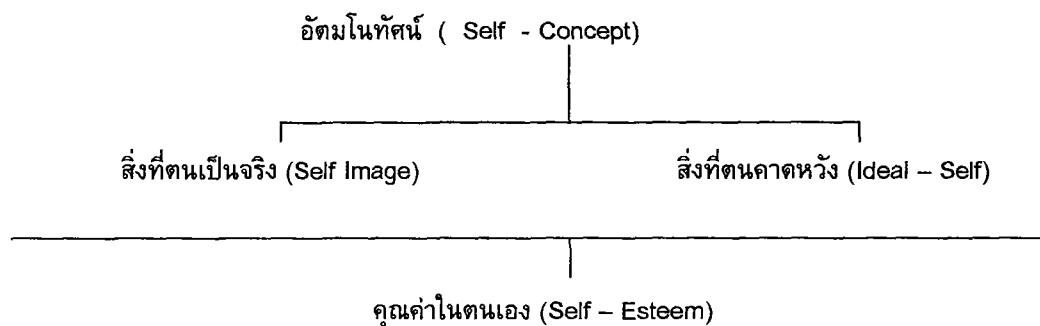 อัตมโนทัศน์ ( Self - Concept)
สิ่งที่ตนเป็นจริง (Self Image) สิ่งที่ตนคาดหวัง (Ideal – Self)
คุณค่าในตนเอง (Self – Esteem)